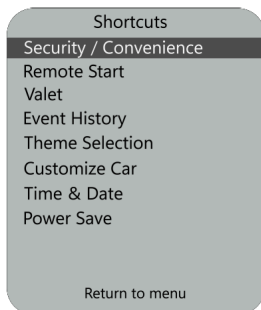 Shortcuts
Security / Convenience
Remote Start
Valet
Event History
Theme Selection
Customize Car
Time & Date
Power Save
Return to menu